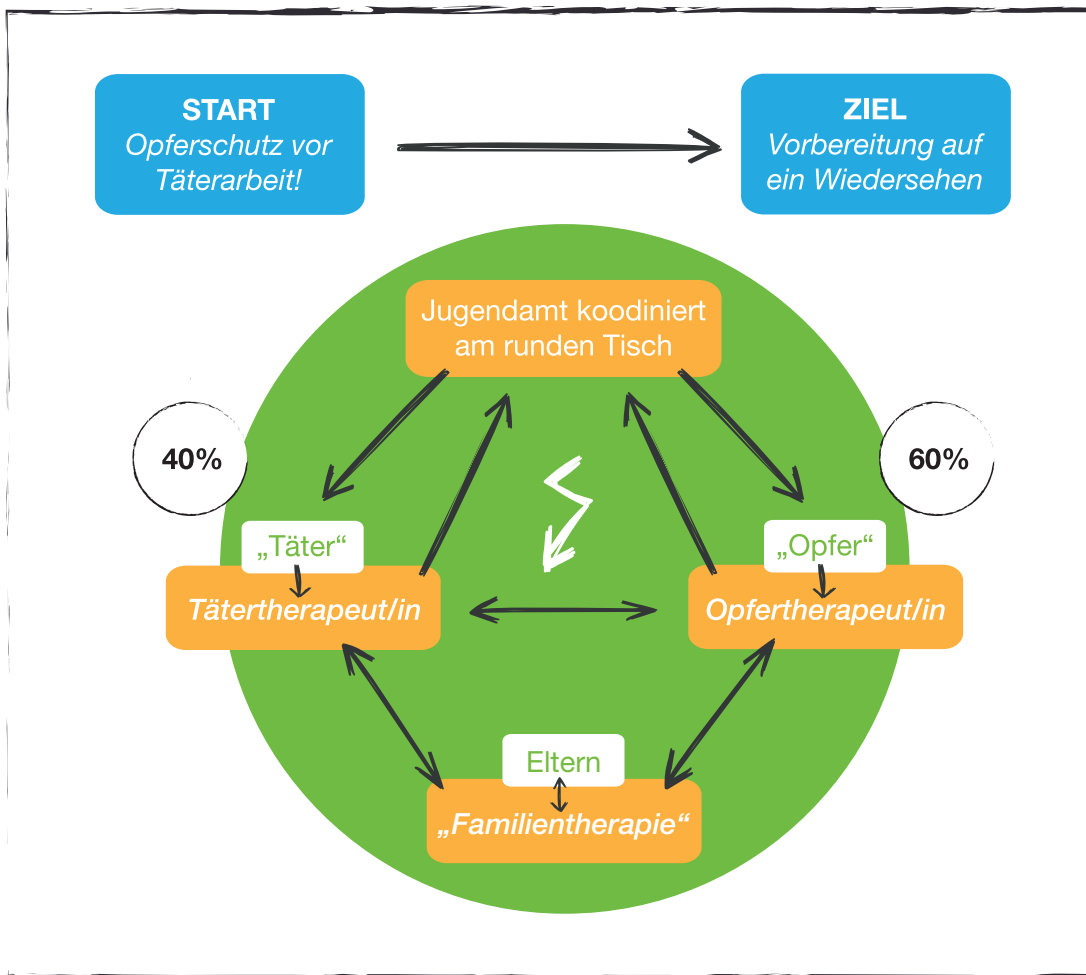 START
Opferschutz vor
Täterarbeit!
ZIEL
Vorbereitung auf
ein Wiedersehen
Jugendamt koodiniert
am runden Tisch
40%
60%
„Täter“
Tätertherapeut/in
„Opfer“
Opfertherapeut/in
Eltern
„Familientherapie“